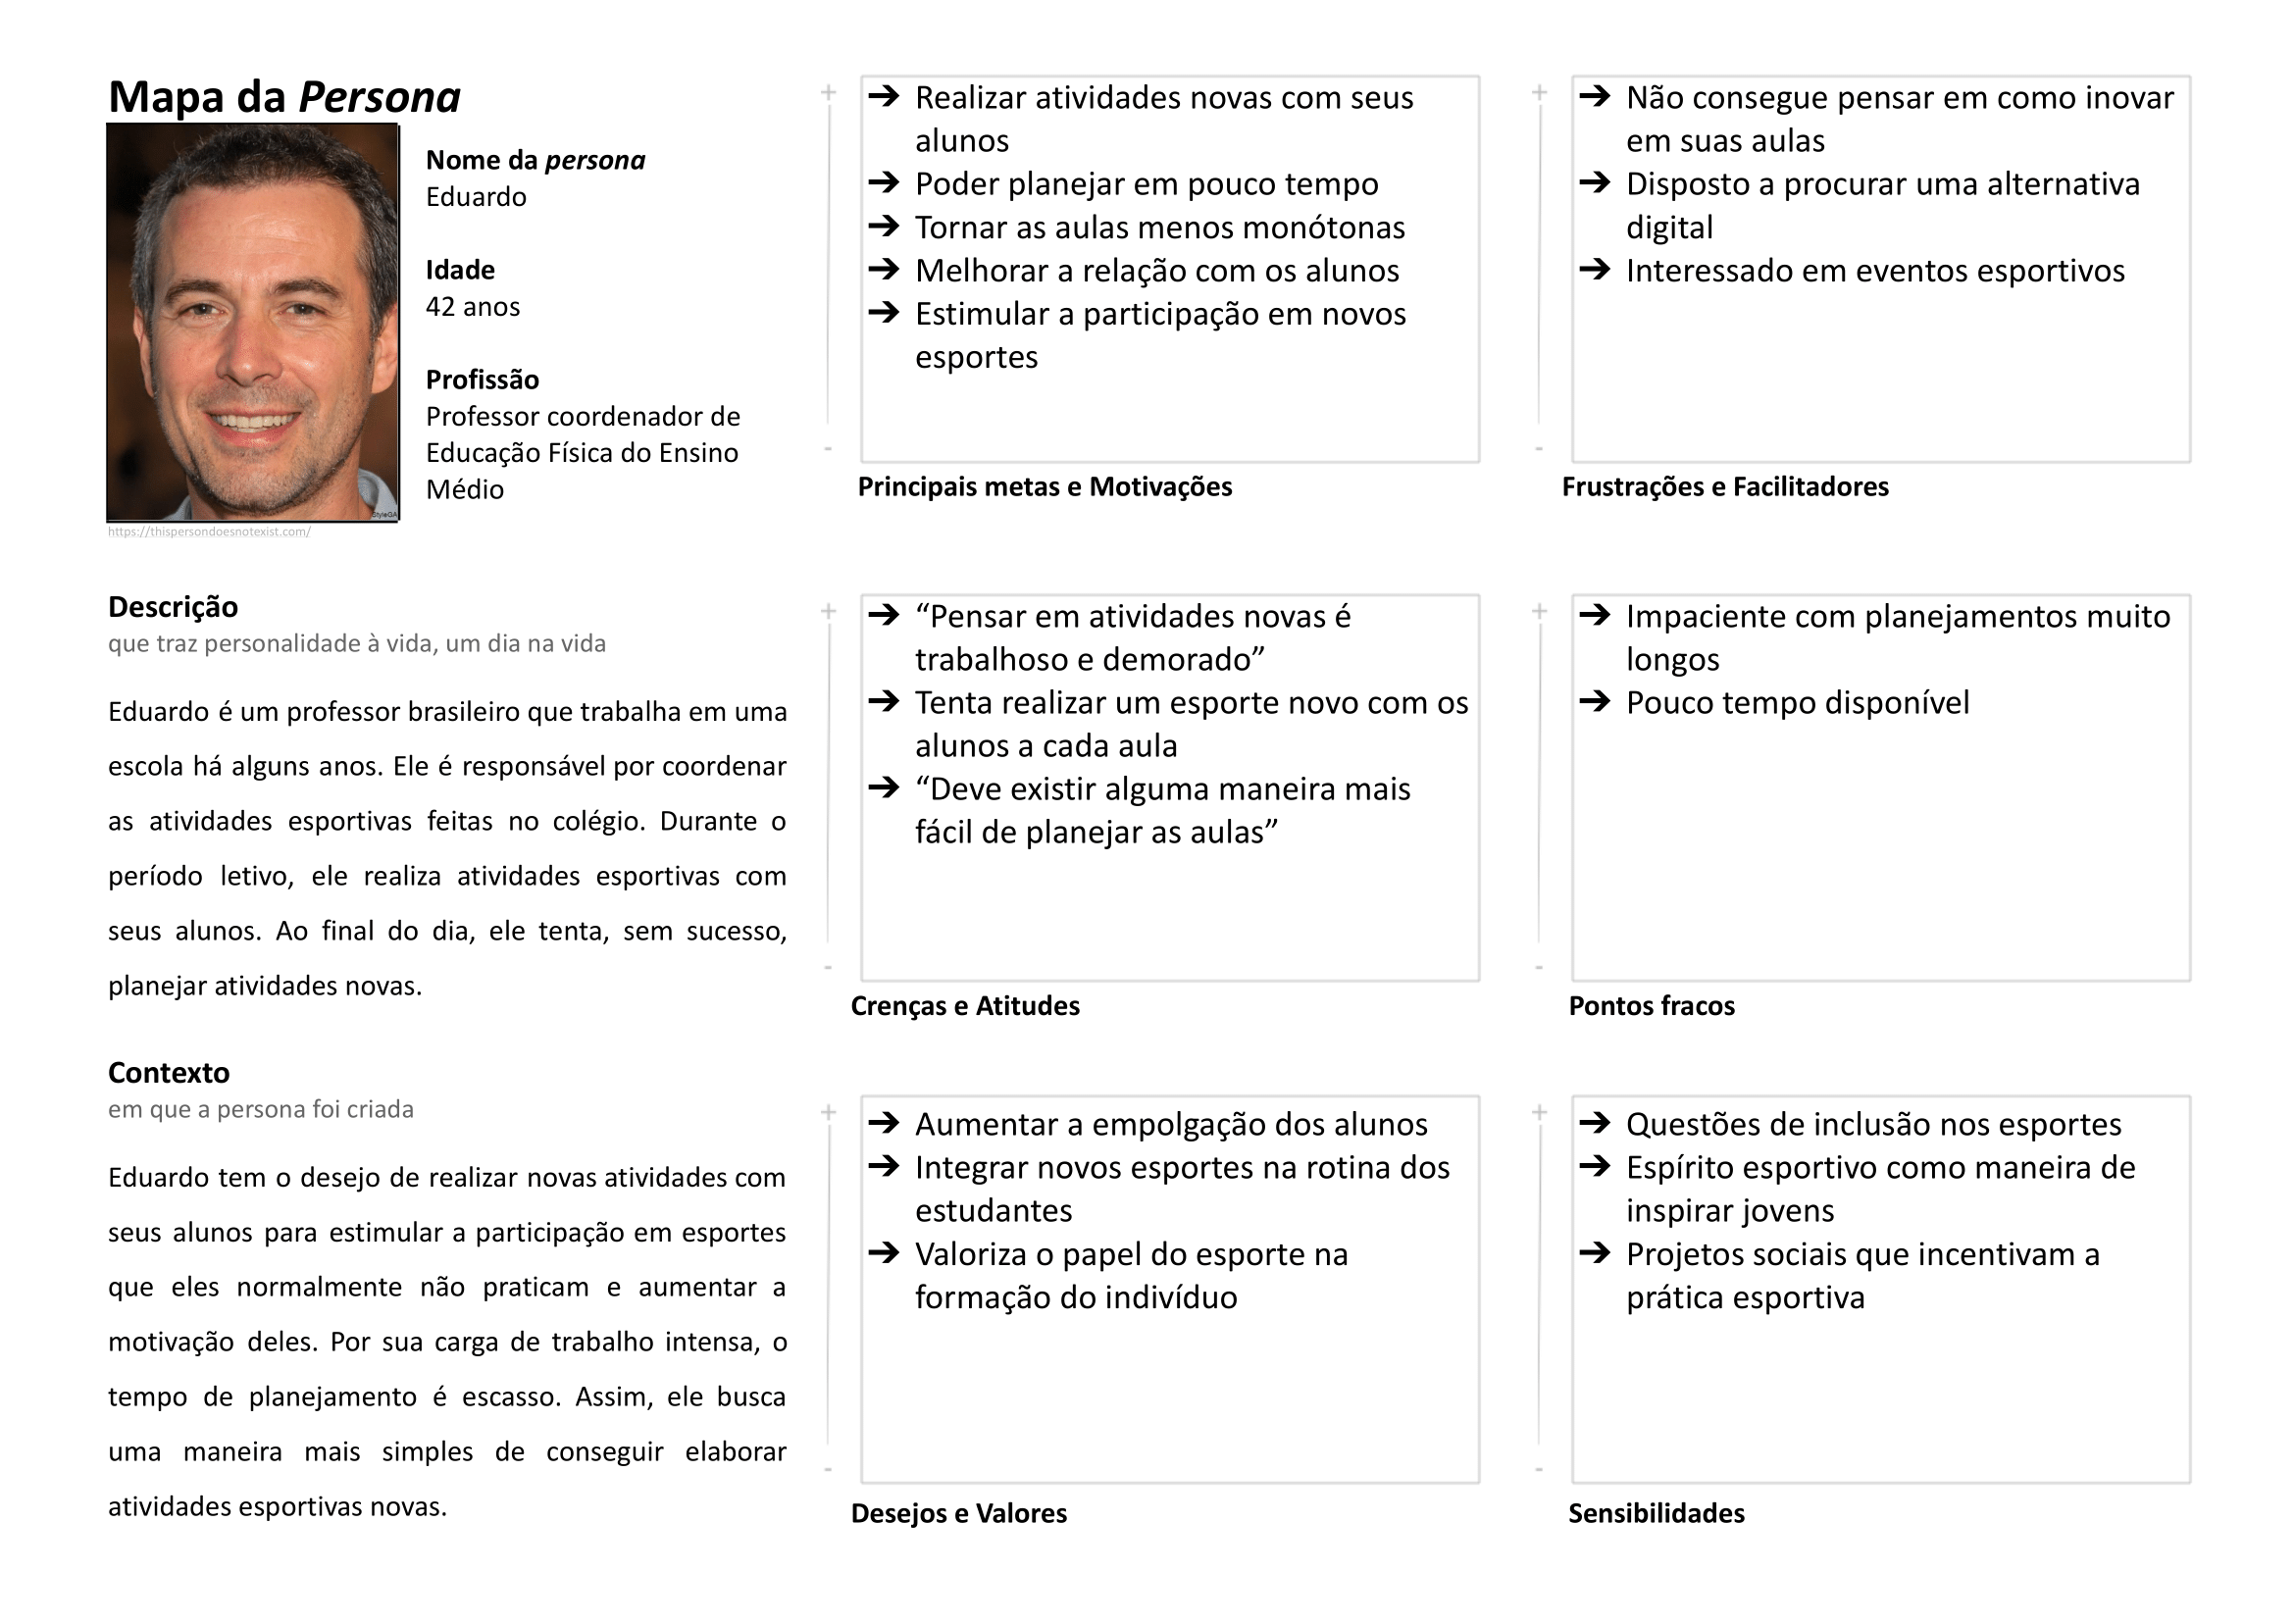 Mapa da Persona
Nome da persona
Eduardo
Idade
42 anos
Profissão
Professor coordenador de
Educação Física do Ensino
Médio
StyleGA
https://thispersondoesnotexist.com/
Descrição
que traz personalidade à vida, um dia na vida
Eduardo é um professor brasileiro que trabalha em uma
escola há alguns anos. Ele é responsável por coordenar
as atividades esportivas feitas no colégio. Durante o
período letivo, ele realiza atividades esportivas com
seus alunos. Ao final do dia, ele tenta, sem sucesso,
planejar atividades novas.
Contexto
em que a persona foi criada
Eduardo tem o desejo de realizar novas atividades com
seus alunos para estimular a participação em esportes
que eles normalmente não praticam e aumentar a
motivação deles. Por sua carga de trabalho intensa, o
tempo de planejamento é escasso. Assim, ele busca
uma maneira mais simples de conseguir elaborar
atividades esportivas novas.
+
➔ Realizar atividades novas com seus
alunos
➔ Poder planejar em pouco tempo
➔ Tornar as aulas menos monótonas
➔ Melhorar a relação com os alunos
➔ Estimular a participação em novos
esportes
-
Principais metas e Motivações
+
➔ Não consegue pensar em como inovar
em suas aulas
➔ Disposto a procurar uma alternativa
digital
➔ Interessado em eventos esportivos
-
Frustrações e Facilitadores
+
➔ “Pensar em atividades novas é
trabalhoso e demorado”
➔ Tenta realizar um esporte novo com os
alunos a cada aula
➔ “Deve existir alguma maneira mais
fácil de planejar as aulas”
-
Crenças e Atitudes
+
➔ Impaciente com planejamentos muito
longos
➔ Pouco tempo disponível
-
Pontos fracos
+
➔ Aumentar a empolgação dos alunos
➔ Integrar novos esportes na rotina dos
estudantes
➔ Valoriza o papel do esporte na
formação do indivíduo
-
Desejos e Valores
+
➔ Questões de inclusão nos esportes
➔ Espírito esportivo como maneira de
inspirar jovens
➔ Projetos sociais que incentivam a
prática esportiva
-
Sensibilidades